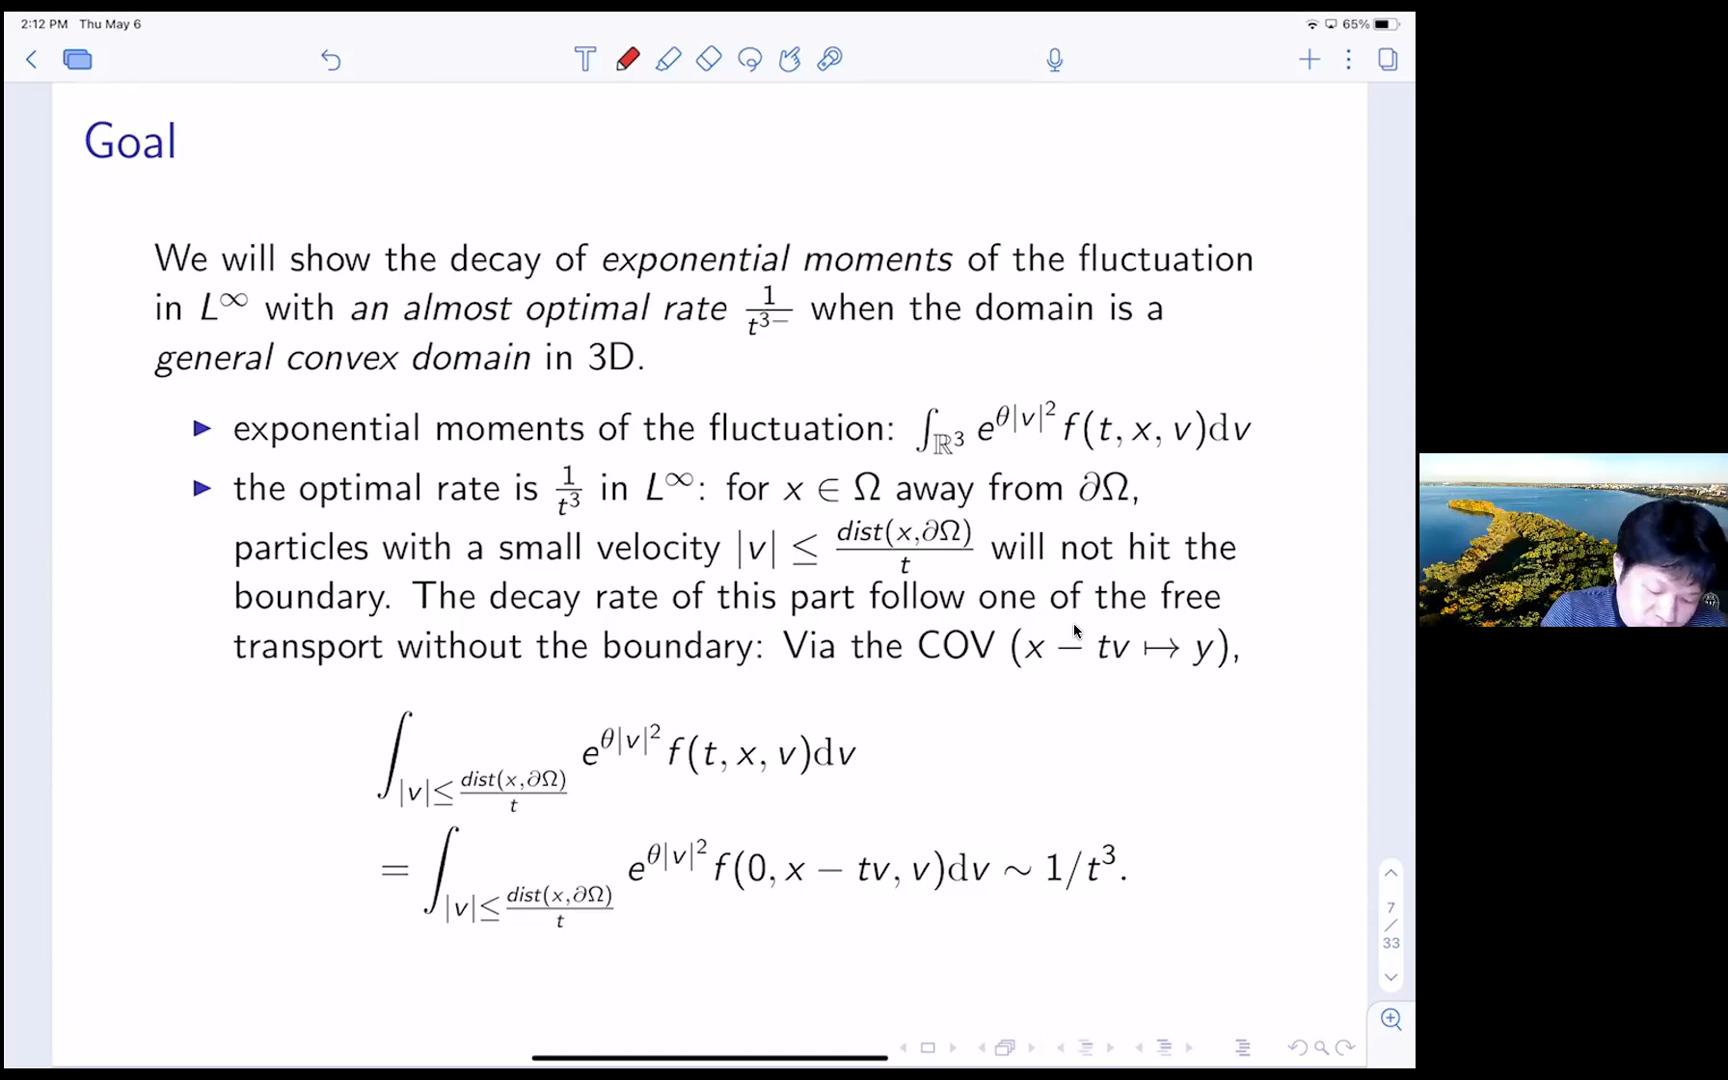 2:12 PM Thu May 6
65%
Goal
We will show the decay of exponential moments of the fluctuation
in L^∞ with an almost optimal rate 1/t^{3−} when the domain is a
general convex domain in 3D.
▶ exponential moments of the fluctuation: ∫_{ℝ³} e^{θ|v|²} f(t, x, v)dv
▶ the optimal rate is 1/t³ in L^∞: for x ∈ Ω away from ∂Ω,
particles with a small velocity |v| ≤ dist(x,∂Ω)/t will not hit the
boundary. The decay rate of this part follow one of the free
transport without the boundary: Via the COV (x − tv ↦ y),
∫_{|v|≤ dist(x,∂Ω)/t} e^{θ|v|²} f(t, x, v)dv
= ∫_{|v|≤ dist(x,∂Ω)/t} e^{θ|v|²} f(0, x − tv, v)dv ∼ 1/t³.
7
/
33